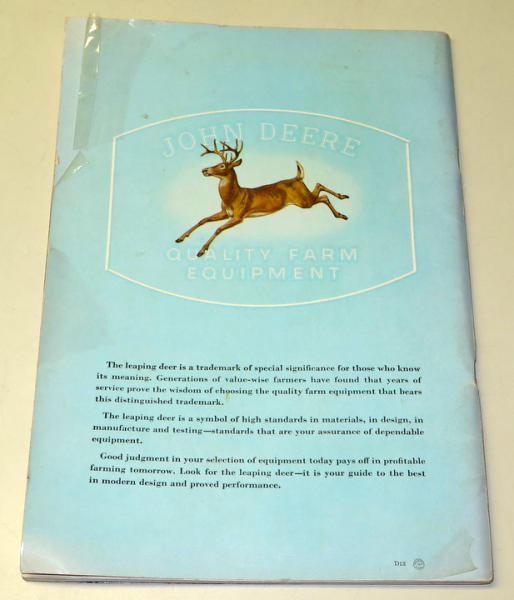 JOHN DEERE
QUALITY FARM
EQUIPMENT
The leaping deer is a trademark of special significance for those who know
its meaning. Generations of value-wise farmers have found that years of
service prove the wisdom of choosing the quality farm equipment that bears
this distinguished trademark.
The leaping deer is a symbol of high standards in materials, in design, in
manufacture and testing—standards that are your assurance of dependable
equipment.
Good judgment in your selection of equipment today pays off in profitable
farming tomorrow. Look for the leaping deer—it is your guide to the best
in modern design and proved performance.
D13